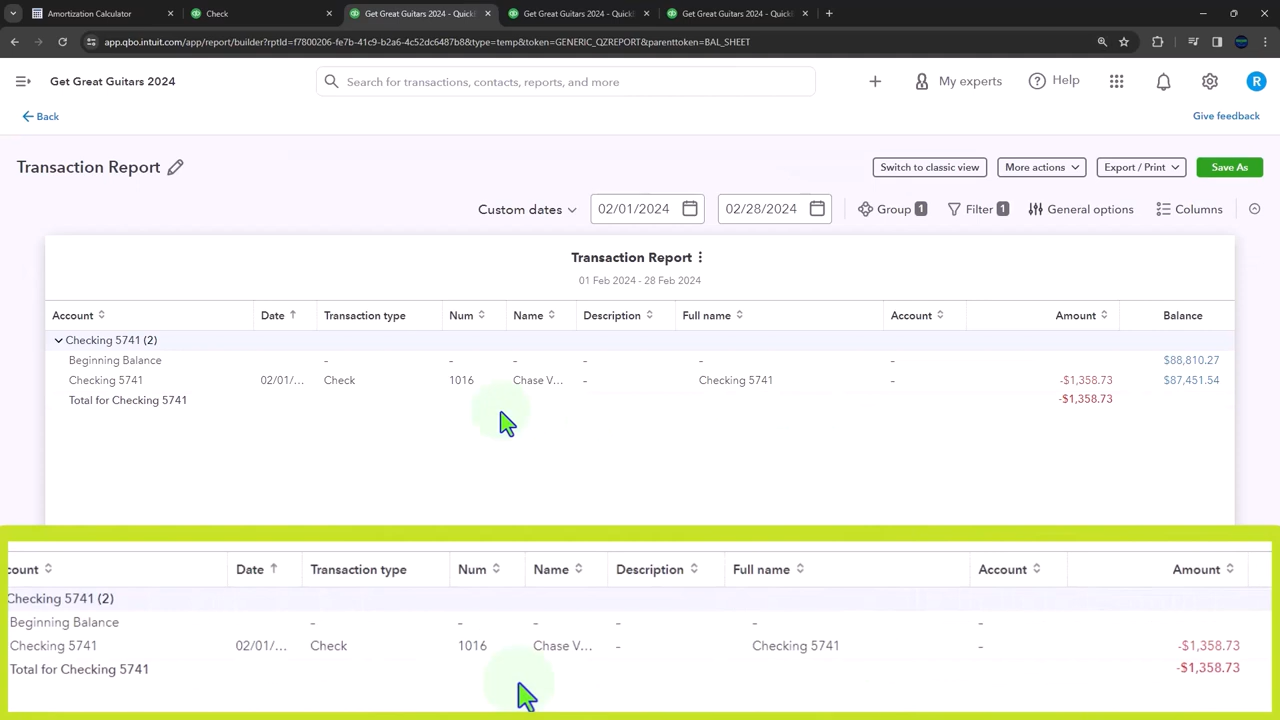 Amortization Calculator
Check
Get Great Guitars 2024 - QuickB
Get Great Guitars 2024 - QuickB
Get Great Guitars 2024 - QuickB
app.qbo.intuit.com/app/report/builder?rptId=f7800206-fe7b-41c9-b2a6-4c52dc6487b8&type=temp&token=GENERIC_QZREPORT&parenttoken=BAL_SHEET
Get Great Guitars 2024
Search for transactions, contacts, reports, and more
My experts
Help
R
Back
Give feedback
Transaction Report
Switch to classic view
More actions
Export / Print
Save As
Custom dates
02/01/2024
02/28/2024
Group 1
Filter 1
General options
Columns
Transaction Report
01 Feb 2024 - 28 Feb 2024
Account Date Transaction type Num Name Description Full name Account Amount Balance
Checking 5741 (2)
Beginning Balance - - - - - - $88,810.27
Checking 5741 02/01/... Check 1016 Chase V... - Checking 5741 - -$1,358.73 $87,451.54
Total for Checking 5741 -$1,358.73
count Date Transaction type Num Name Description Full name Account Amount
Checking 5741 (2)
Beginning Balance - - - - - -
Checking 5741 02/01/... Check 1016 Chase V... - Checking 5741 - -$1,358.73
Total for Checking 5741 -$1,358.73